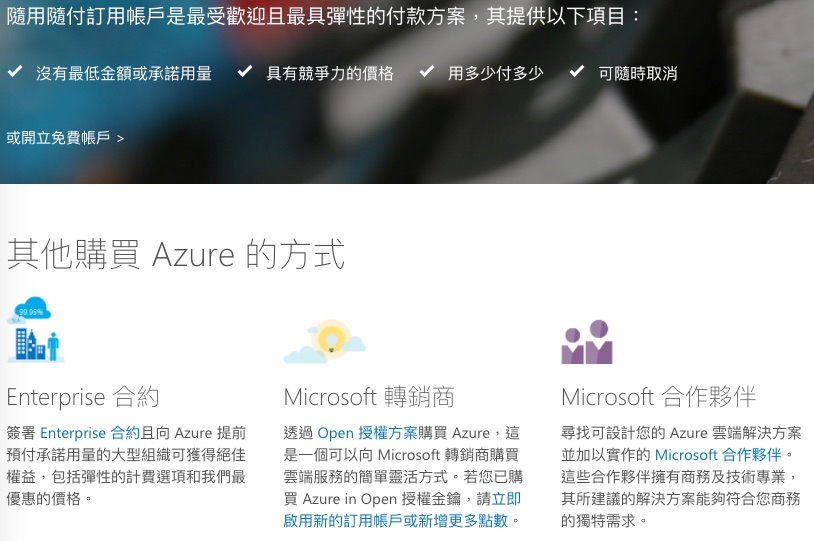 隨用隨付訂用帳戶是最受歡迎且最具彈性的付款方案，其提供以下項目：
沒有最低金額或承諾用量 具有競爭力的價格 用多少付多少 可隨時取消
或開立免費帳戶 >
其他購買 Azure 的方式
99.95%
Enterprise 合約
簽署 Enterprise 合約且向 Azure 提前
預付承諾用量的大型組織可獲得絕佳
權益，包括彈性的計費選項和我們最
優惠的價格。
Microsoft 轉銷商
透過 Open 授權方案購買 Azure，這
是一個可以向 Microsoft 轉銷商購買
雲端服務的簡單靈活方式。若您已購
買 Azure in Open 授權金鑰，請立即
啟用新的訂用帳戶或新增更多點數。
Microsoft 合作夥伴
尋找可設計您的 Azure 雲端解決方案
並加以實作的 Microsoft 合作夥伴。
這些合作夥伴擁有商務及技術專業，
其所建議的解決方案能夠符合您商務
的獨特需求。